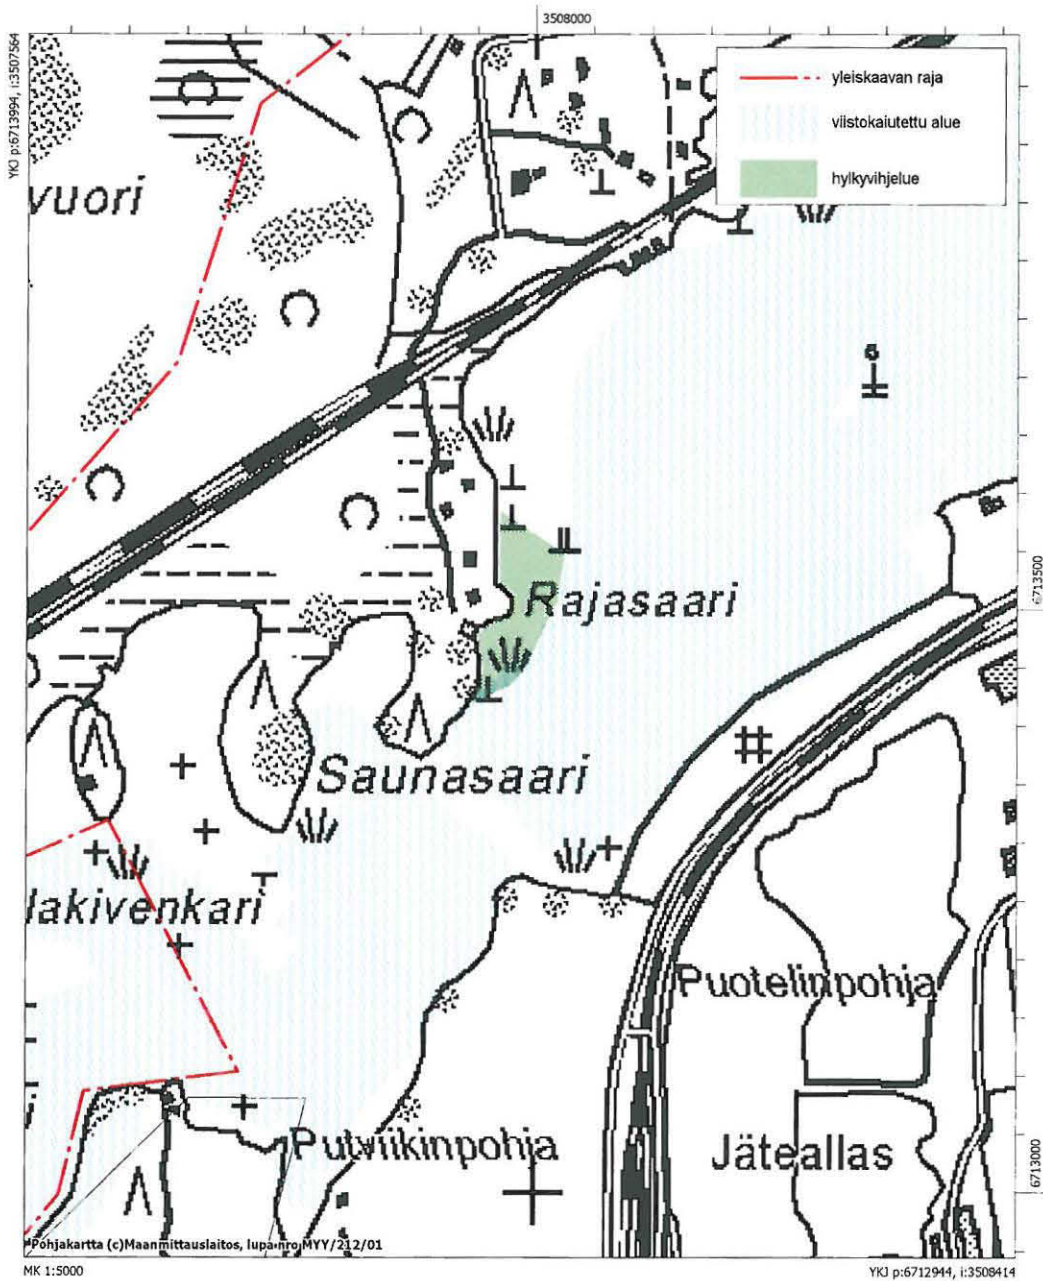 3508000
YKJ p:6713994, i:3507564
yleiskaavan raja
viistokaiutettu alue
hylkyvihjelue
vuori
Rajasaari
6713500
Saunasaari
lakivenkari
Puotelinpohja
i
Putviikinpohja
Jäteallas
6713000
Pohjakartta (c)Maanmittauslaitos, lupa nro MYY/212/01
MK 1:5000
YKJ p:6712944, i:3508414